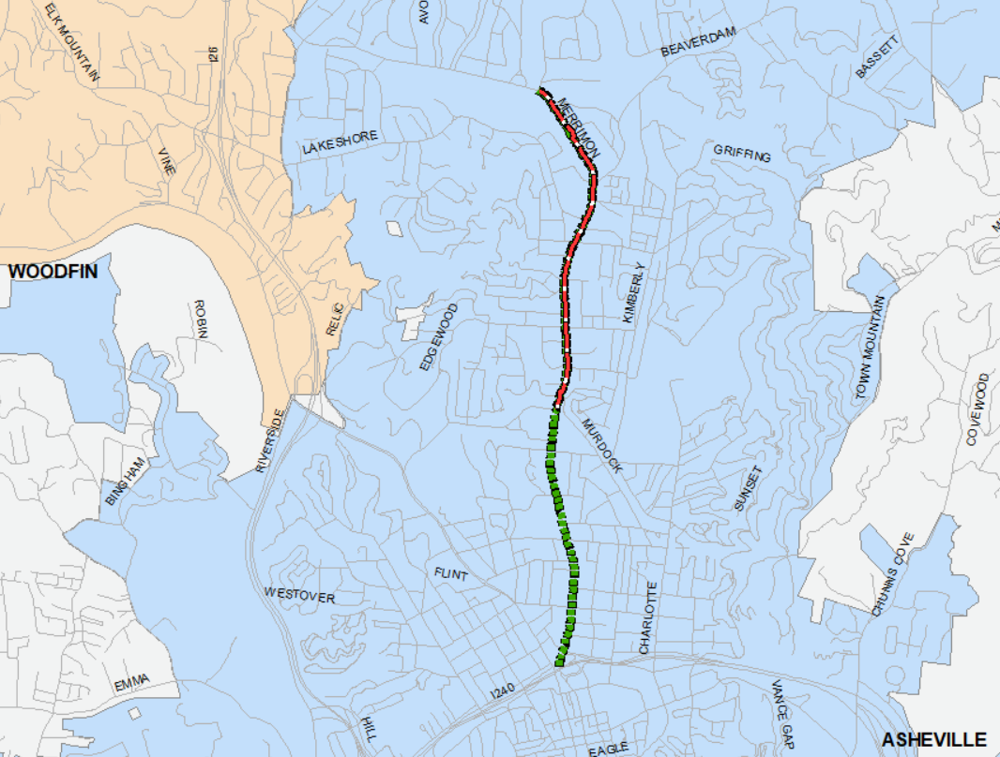 ELK MOUNTAIN
I26
AVO
BEAVERDAM
BASSETT
MERRIMON
LAKESHORE
VINE
GRIFFING
WOODFIN
ROBIN
RELIC
EDGEWOOD
KIMBERLY
TOWN MOUNTAIN
COVEWOOD
RIVERSIDE
MURDOCK
BINGHAM
SUNSET
FLINT
WESTOVER
CHARLOTTE
CHUNNS COVE
EMMA
I240
HILL
VANCE GAP
EAGLE
ASHEVILLE